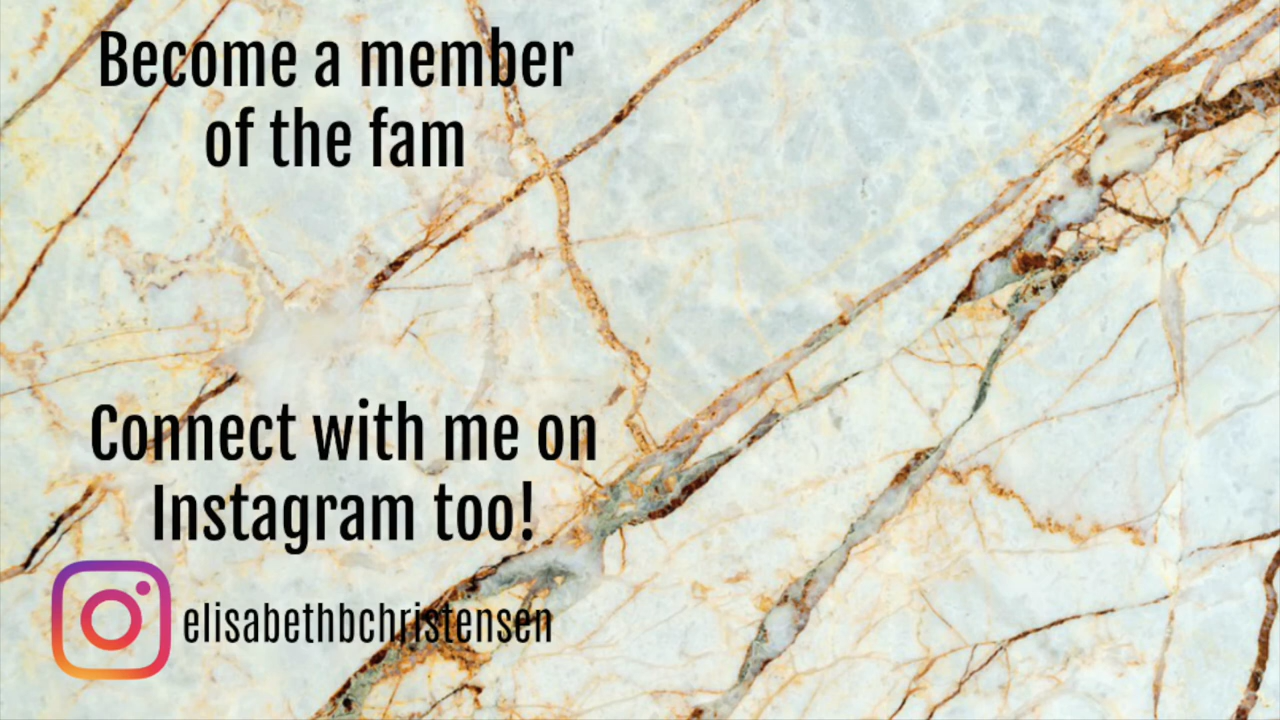 Become a member
of the fam
Connect with me on
Instagram too!
elisabethbchristensen